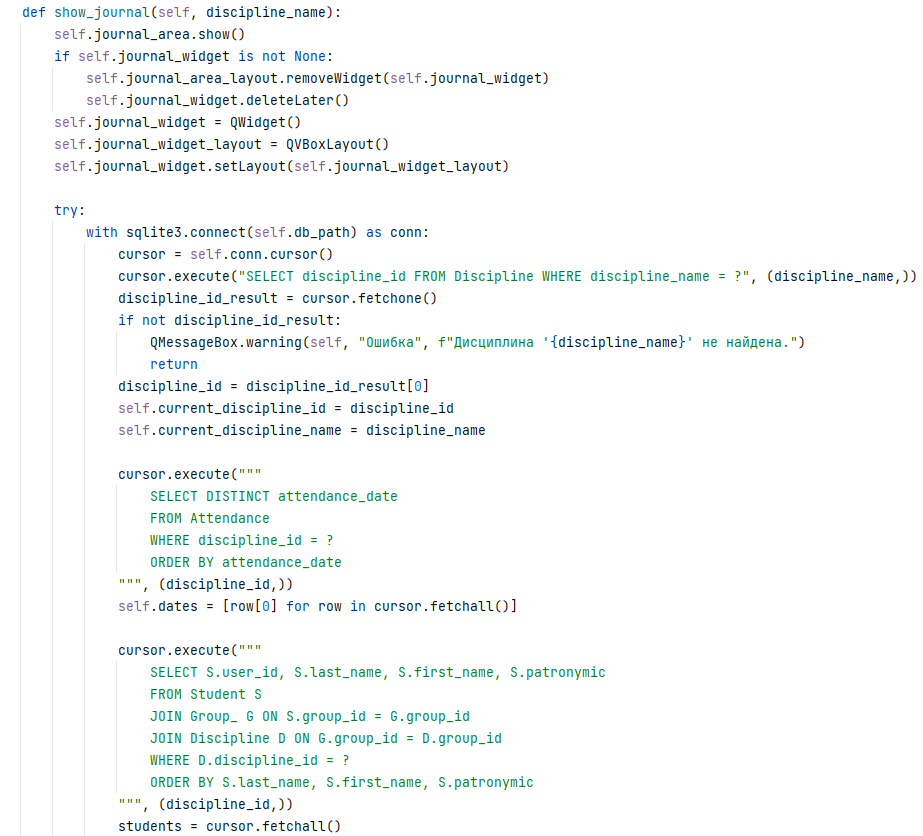 def show_journal(self, discipline_name):
    self.journal_area.show()
    if self.journal_widget is not None:
        self.journal_area_layout.removeWidget(self.journal_widget)
        self.journal_widget.deleteLater()
    self.journal_widget = QWidget()
    self.journal_widget_layout = QVBoxLayout()
    self.journal_widget.setLayout(self.journal_widget_layout)

    try:
        with sqlite3.connect(self.db_path) as conn:
            cursor = self.conn.cursor()
            cursor.execute("SELECT discipline_id FROM Discipline WHERE discipline_name = ?", (discipline_name,))
            discipline_id_result = cursor.fetchone()
            if not discipline_id_result:
                QMessageBox.warning(self, "Ошибка", f"Дисциплина '{discipline_name}' не найдена.")
                return
            discipline_id = discipline_id_result[0]
            self.current_discipline_id = discipline_id
            self.current_discipline_name = discipline_name

            cursor.execute("""
                SELECT DISTINCT attendance_date
                FROM Attendance
                WHERE discipline_id = ?
                ORDER BY attendance_date
            """, (discipline_id,))
            self.dates = [row[0] for row in cursor.fetchall()]

            cursor.execute("""
                SELECT S.user_id, S.last_name, S.first_name, S.patronymic
                FROM Student S
                JOIN Group_ G ON S.group_id = G.group_id
                JOIN Discipline D ON G.group_id = D.group_id
                WHERE D.discipline_id = ?
                ORDER BY S.last_name, S.first_name, S.patronymic
            """, (discipline_id,))
            students = cursor.fetchall()